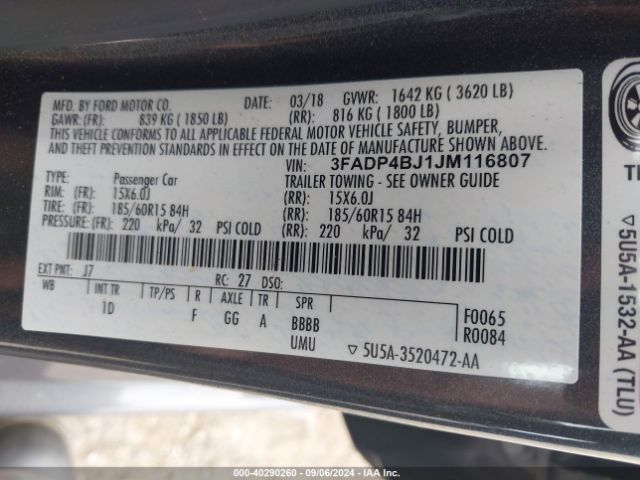 MFD. BY FORD MOTOR CO. DATE: 03/18 GVWR: 1642 KG ( 3620 LB)
GAWR: (FR): 839 KG ( 1850 LB) (RR): 816 KG ( 1800 LB)
THIS VEHICLE CONFORMS TO ALL APPLICABLE FEDERAL MOTOR VEHICLE SAFETY, BUMPER,
AND THEFT PREVENTION STANDARDS IN EFFECT ON THE DATE OF MANUFACTURE SHOWN ABOVE.
VIN: 3FADP4BJ1JM116807
TYPE: Passenger Car TRAILER TOWING - SEE OWNER GUIDE
RIM: (FR): 15X6.0J (RR): 15X6.0J
TIRE: (FR): 185/60R15 84H (RR): 185/60R15 84H
PRESSURE: (FR): 220 kPa/ 32 PSI COLD (RR): 220 kPa/ 32 PSI COLD
EXT PNT: J7 RC: 27 DSO:
WB INT TR TP/PS R AXLE TR SPR
1D F GG A BBBB
UMU
F0065
R0084
▽ 5U5A-3520472-AA
▽ 5U5A-1532-AA (TLU)
000-40290260 - 09/06/2024 - IAA Inc.